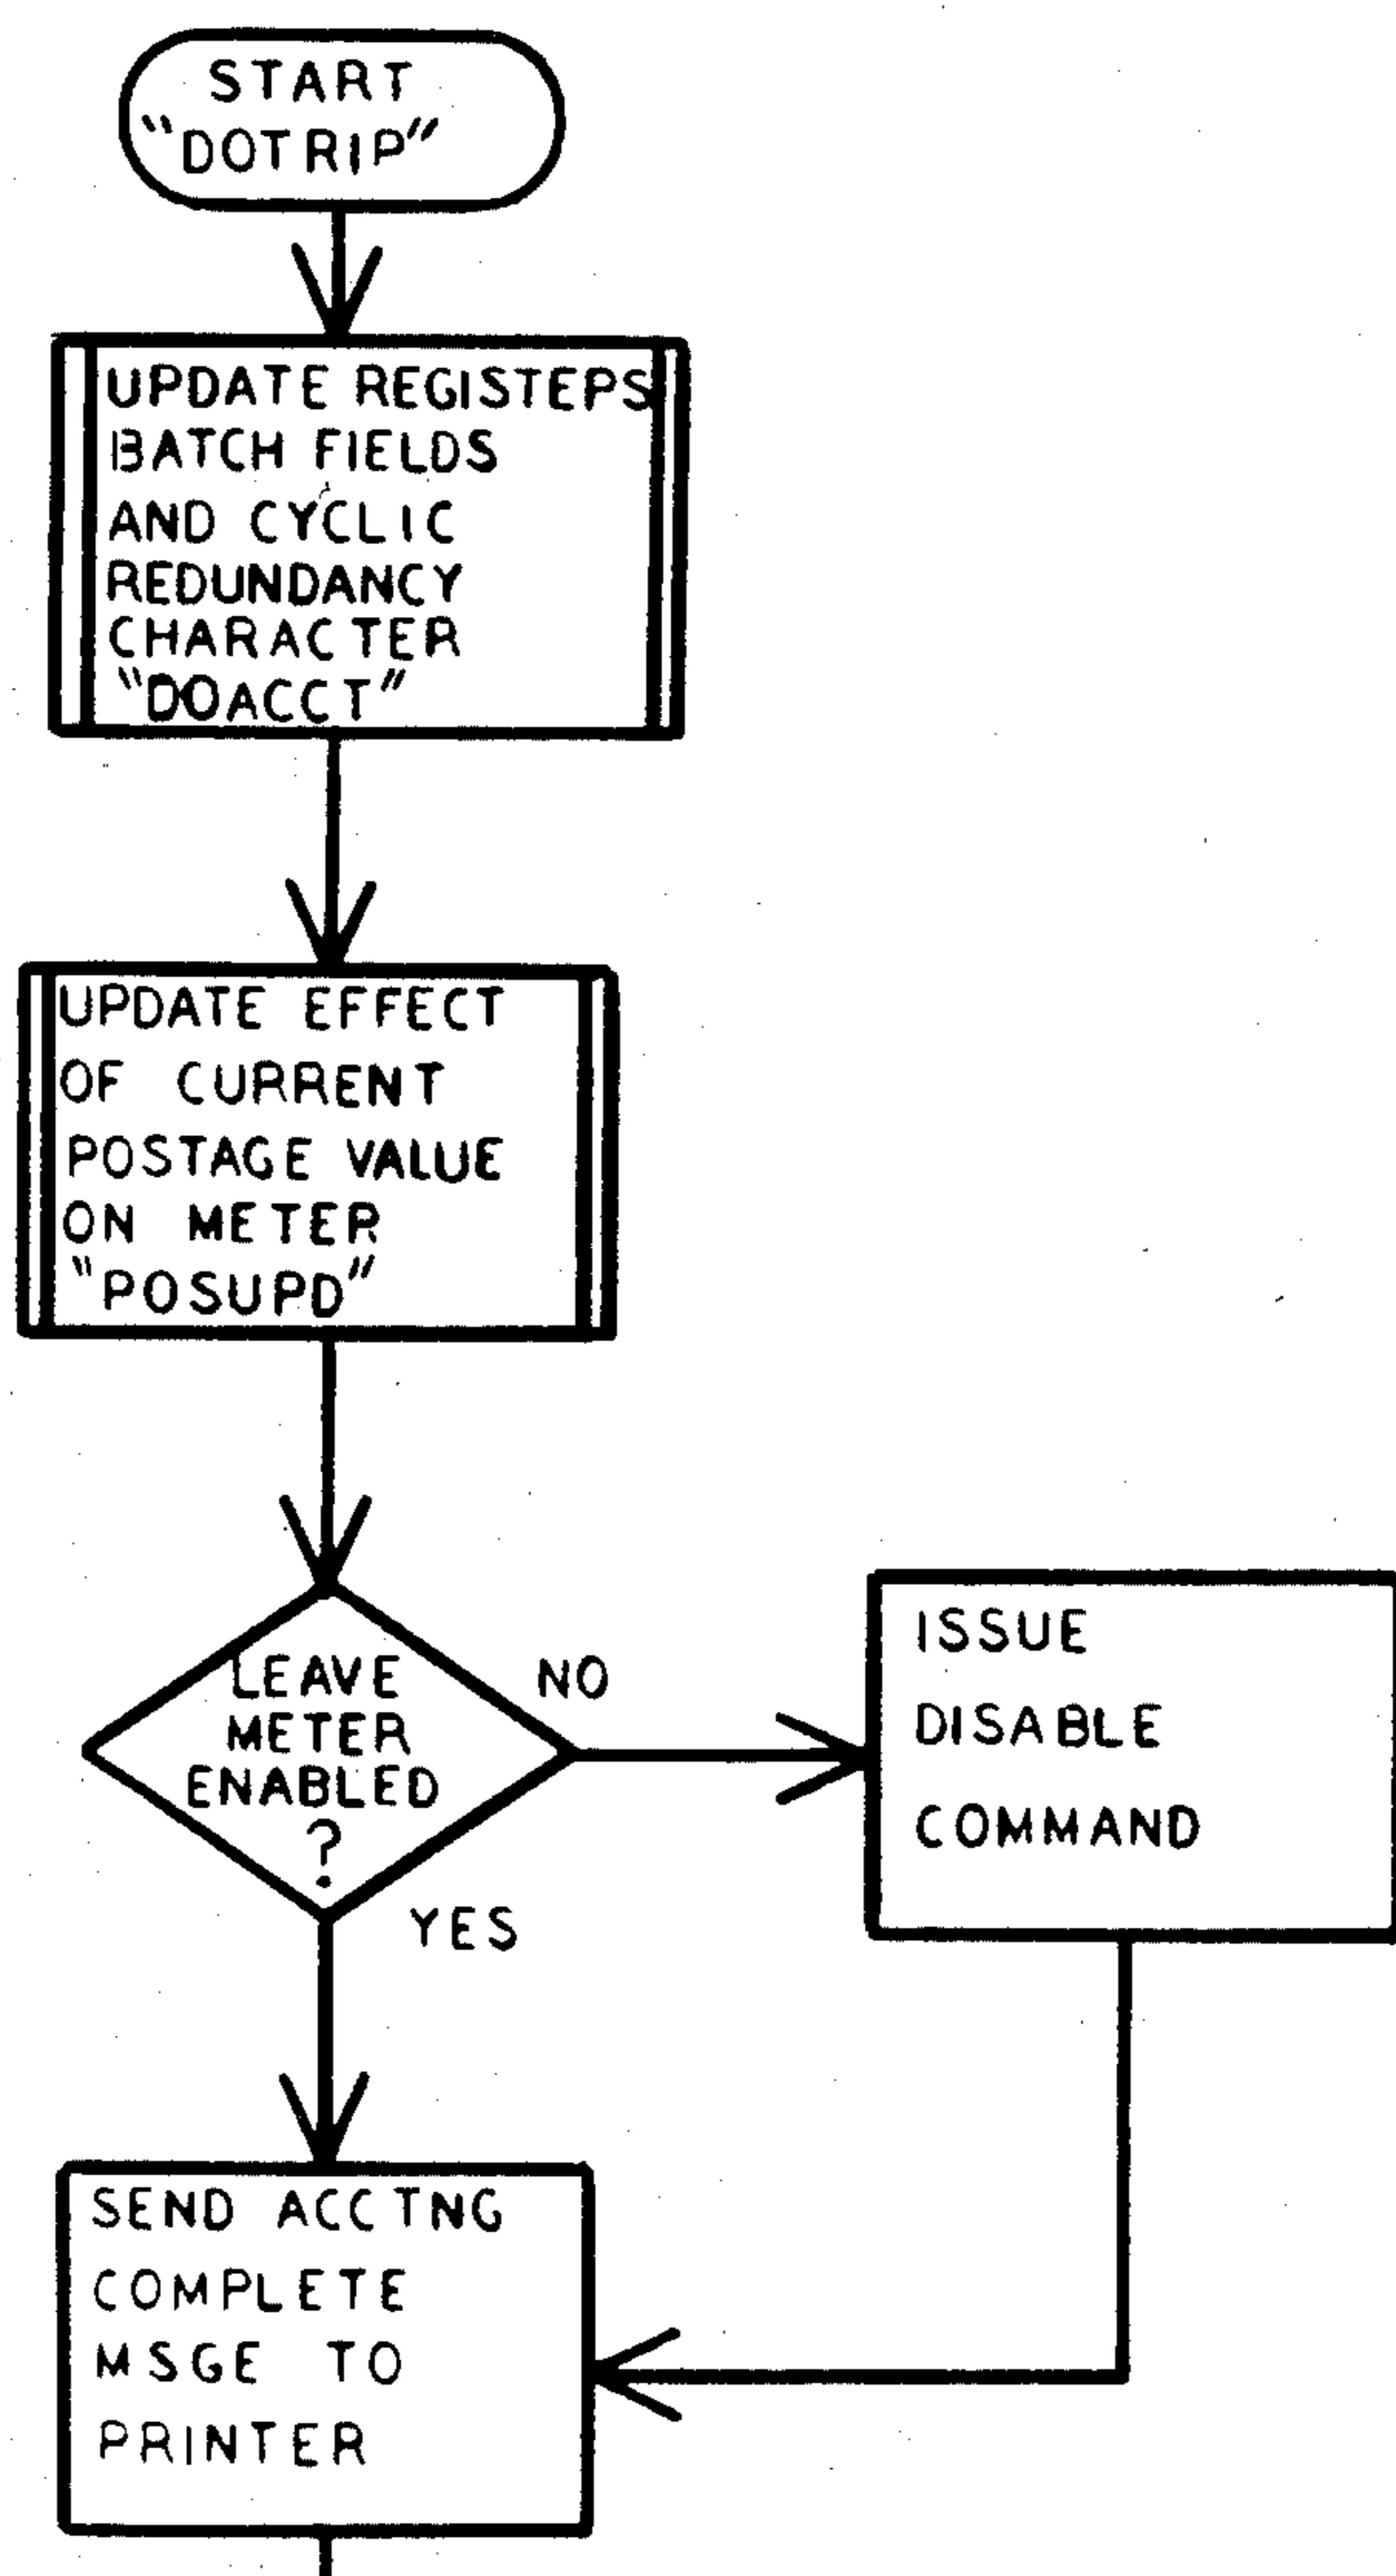 START
"DOTRIP"
UPDATE REGISTEPS
BATCH FIELDS
AND CYCLIC
REDUNDANCY
CHARACTER
"DOACCT"
UPDATE EFFECT
OF CURRENT
POSTAGE VALUE
ON METER
"POSUPD"
LEAVE
METER
ENABLED
?
NO
YES
ISSUE
DISABLE
COMMAND
SEND ACCTNG
COMPLETE
MSGE TO
PRINTER